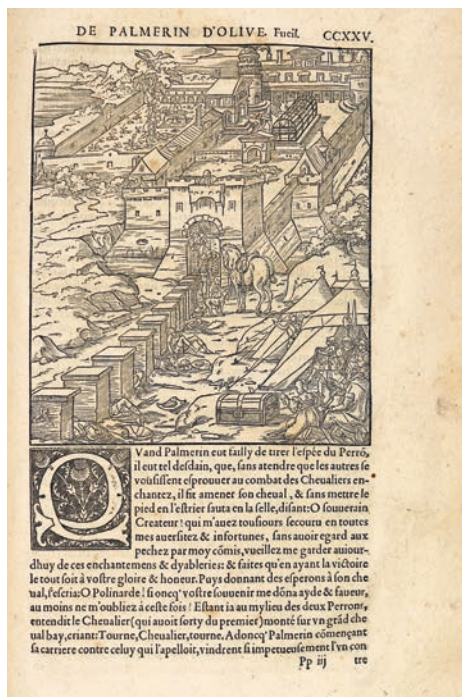 DE PALMERIN D'OLIVE. Fueil. CCXXV.
QVand Palmerin eut failly de tirer l'espée du Perrõ,
il eut tel desdain, que, sans atendre que les autres se
voulsissent esprouuer au combat des Cheualiers en-
chantez, il fit amener son cheual, & sans mettre le
pied en l'estrier sauta en la selle, disant: O souuerain
Createur! qui m'auez tousiours secouru en toutes
mes auersitez & infortunes, sans auoir egard aux
pechez par moy cõmis, vueillez me garder auiour-
dhuy de ces enchantemens & dyableries: & faites qu'en ayant la victoire
le tout soit à vostre gloire & honeur. Puys donnant des esperons à son che
ual, s'escria: O Polinarde! si oncq' vostre souuenir me dõna ayde & faueur,
au moins ne m'oubliez à ceste fois! Estant ia au mylieu des deux Perrons,
entendit le Cheualier (qui auoit sorty du premier) monté sur vn grãd che
ual bay, criant: Tourne, Cheualier, tourne. Adoncq' Palmerin cõmençant
sa carriere contre celuy qui l'apelloit, vindrent si impetueusement l'vn con
Pp iij tre